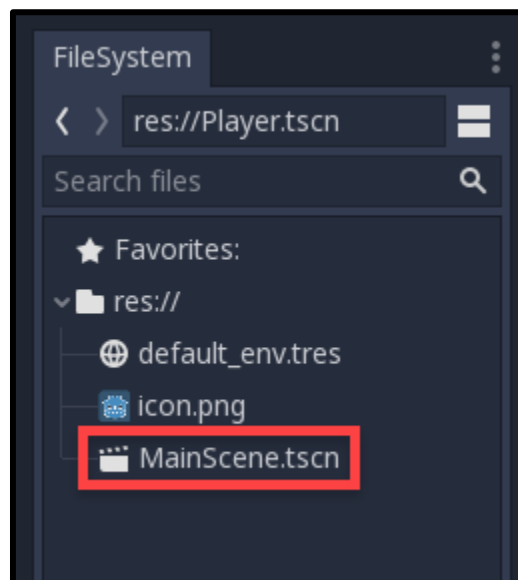 FileSystem
res://Player.tscn
Search files
Favorites:
res://
default_env.tres
icon.png
MainScene.tscn